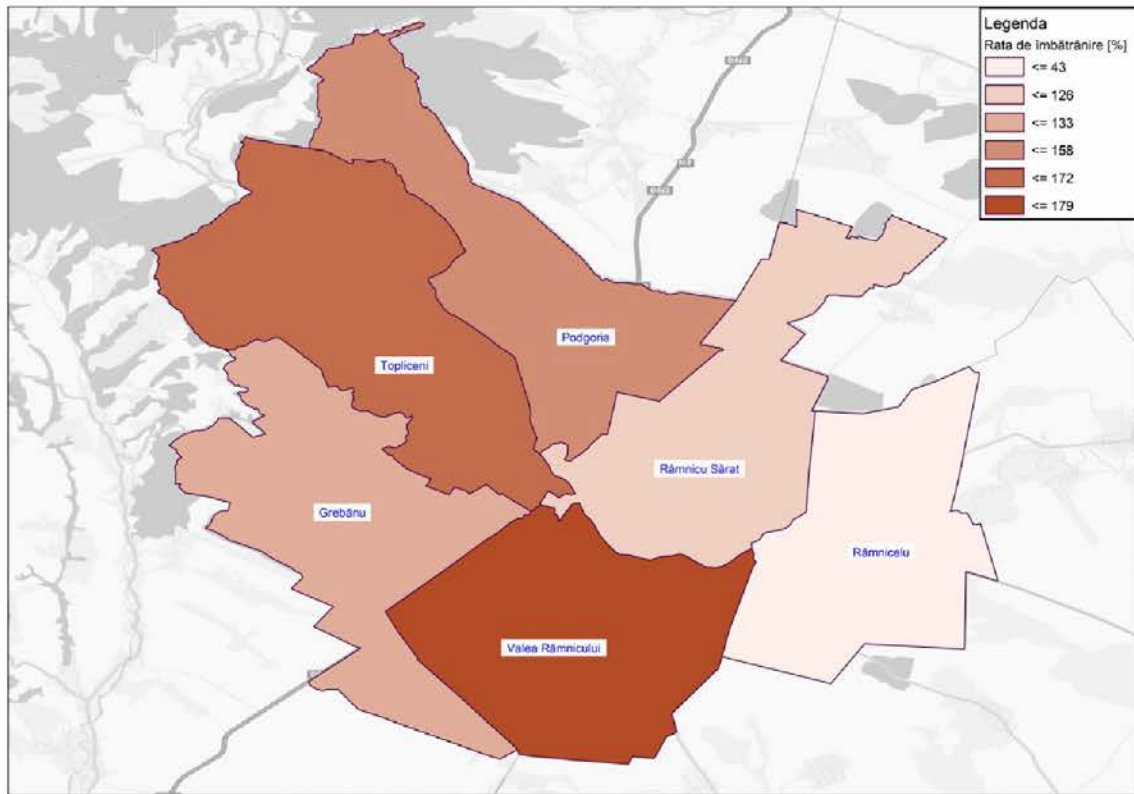 Legenda
Rata de îmbătrânire [%]
<= 43
<= 126
<= 133
<= 158
<= 172
<= 179
Podgoria
Topliceni
Râmnicu Sărat
Grebănu
Râmnicelu
Valea Râmnicului